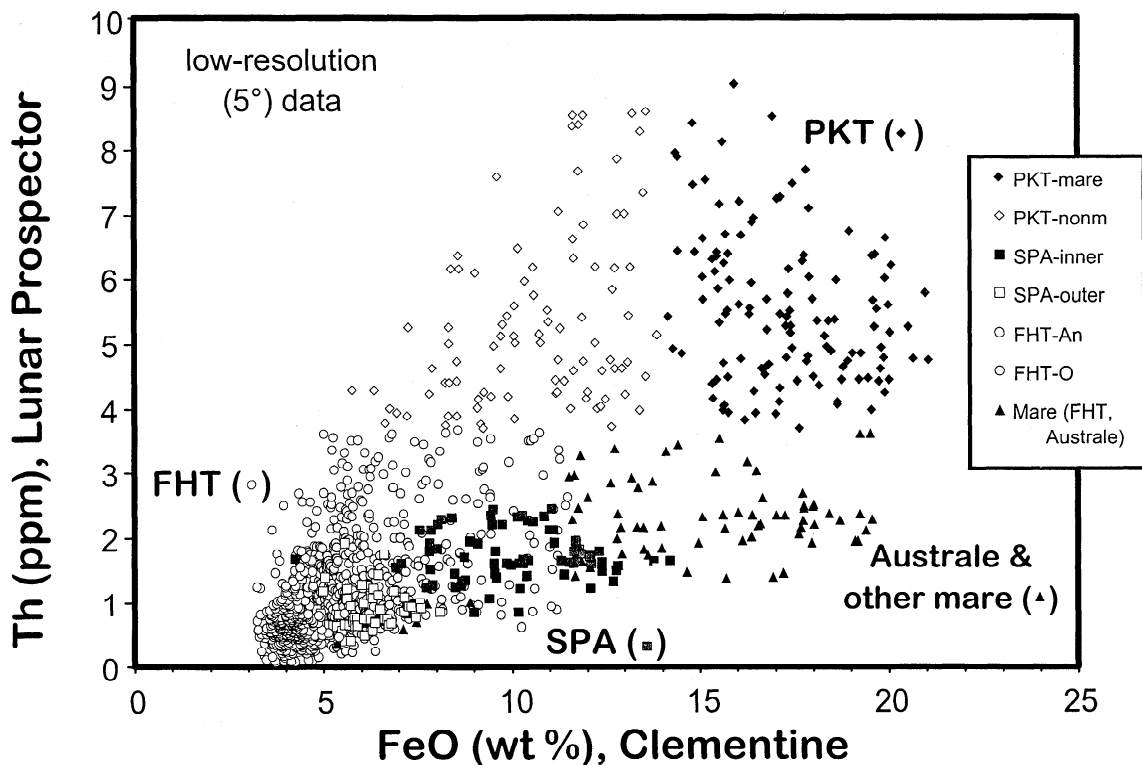 10
9
8
7
6
5
4
3
2
1
0
Th (ppm), Lunar Prospector
low-resolution
(5°) data
PKT (◆)
FHT (○)
SPA (■)
Australe &
other mare (▲)
PKT-mare
PKT-nonm
SPA-inner
SPA-outer
FHT-An
FHT-O
Mare (FHT,
Australe)
0 5 10 15 20 25
FeO (wt %), Clementine